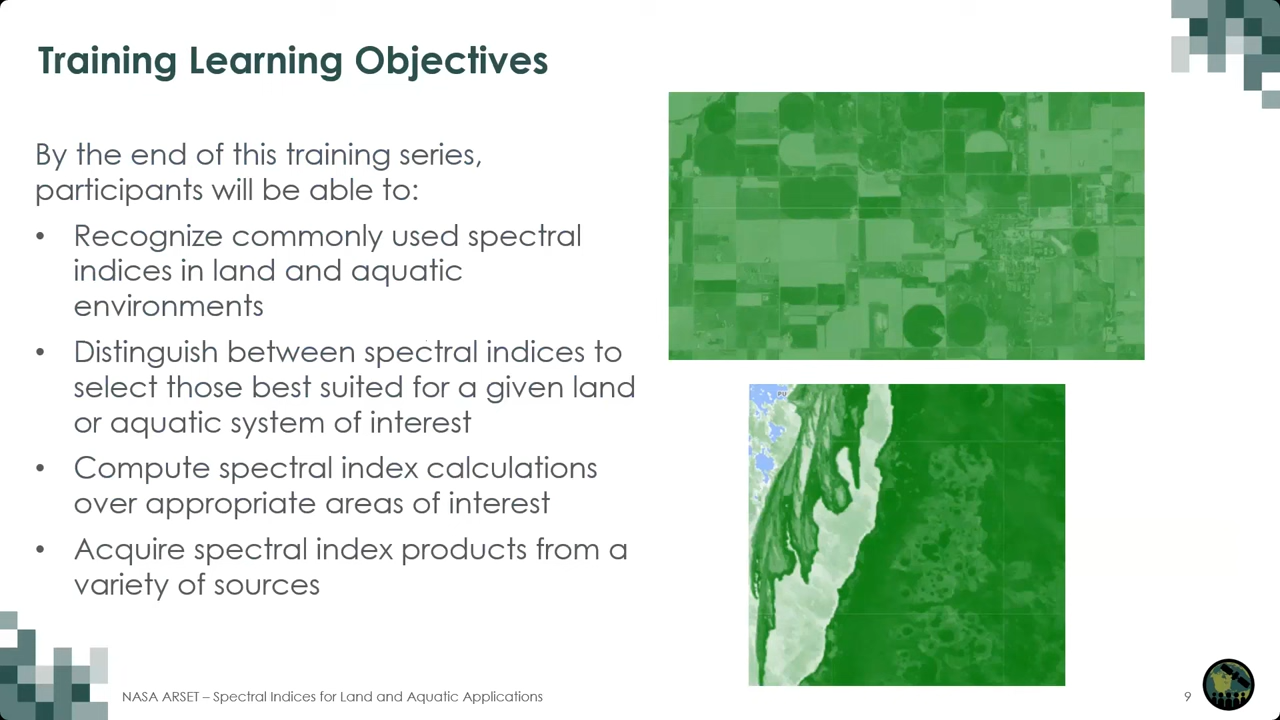 Training Learning Objectives
By the end of this training series,
participants will be able to:
• Recognize commonly used spectral
indices in land and aquatic
environments
• Distinguish between spectral indices to
select those best suited for a given land
or aquatic system of interest
• Compute spectral index calculations
over appropriate areas of interest
• Acquire spectral index products from a
variety of sources
NASA ARSET – Spectral Indices for Land and Aquatic Applications
9